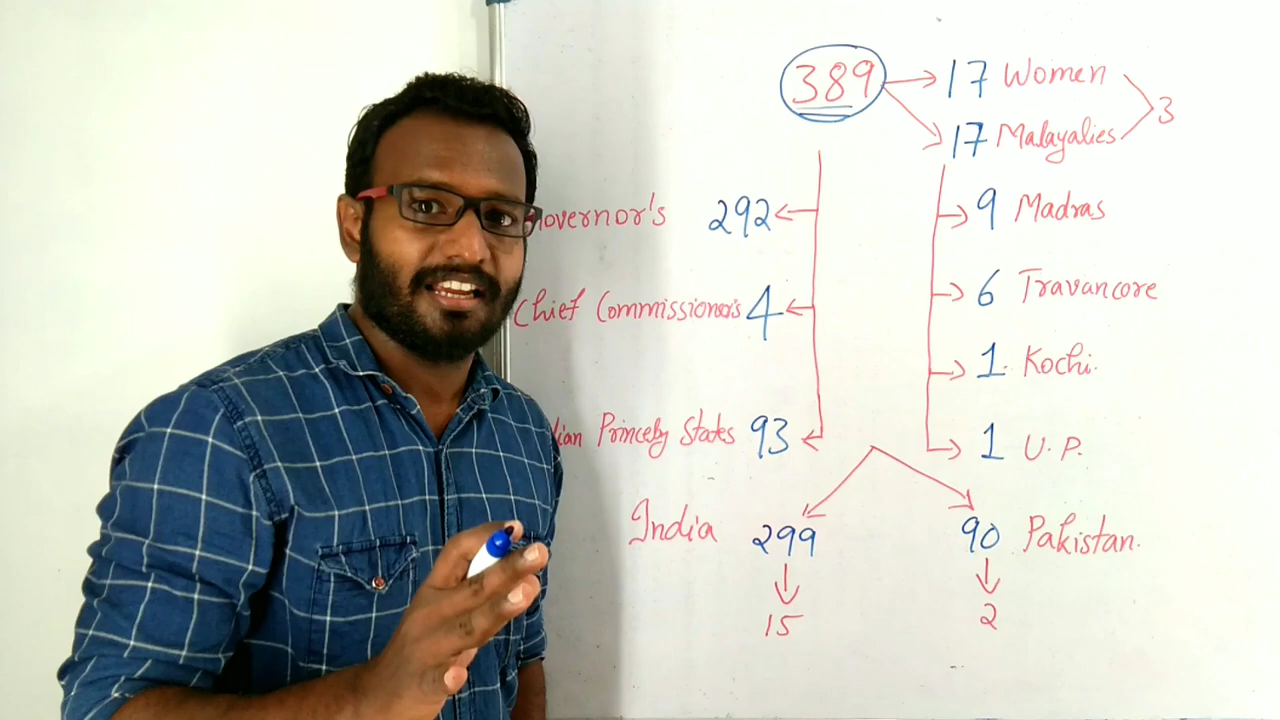 389 17 Women
17 Malayalies 3
overnor's 292 9 Madras
Chief Commissioner's 4 6 Travancore
1. Kochi.
ian Princely States 93 1 U.P.
India 299 90 Pakistan.
15 2